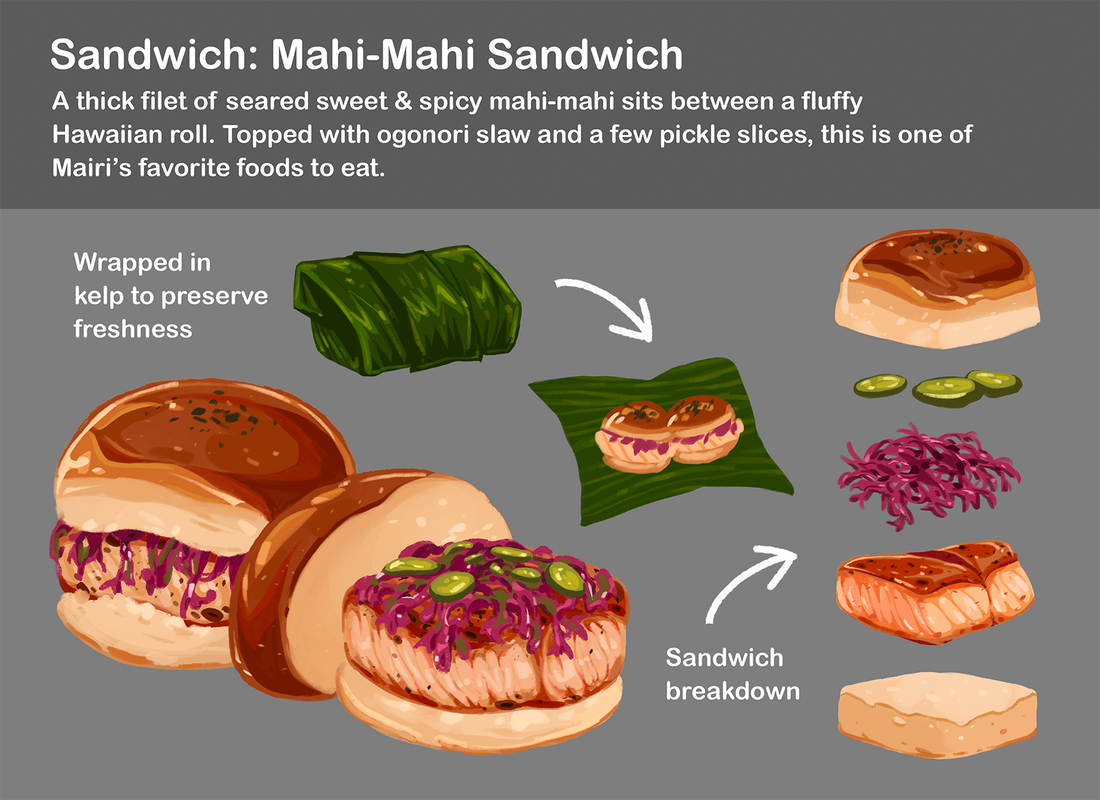 Sandwich: Mahi-Mahi Sandwich
A thick filet of seared sweet & spicy mahi-mahi sits between a fluffy
Hawaiian roll. Topped with ogonori slaw and a few pickle slices, this is one of
Mairi’s favorite foods to eat.
Wrapped in
kelp to preserve
freshness
Sandwich
breakdown